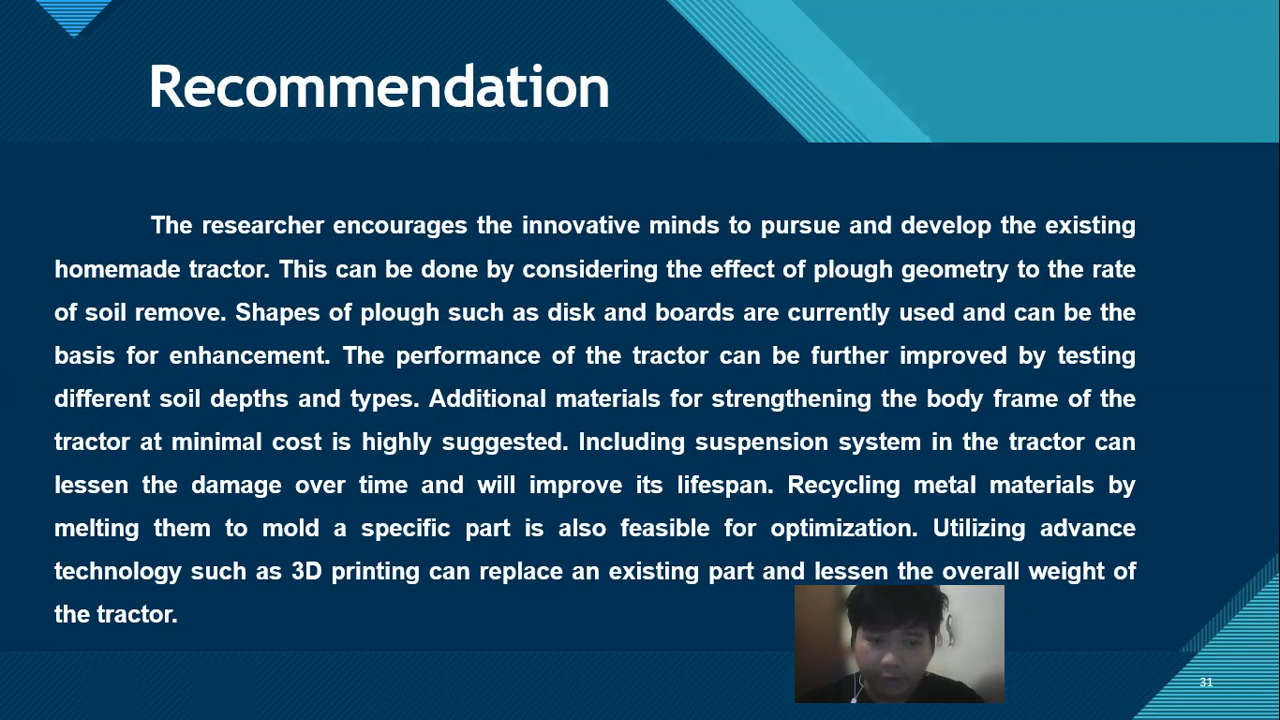 Recommendation
The researcher encourages the innovative minds to pursue and develop the existing
homemade tractor. This can be done by considering the effect of plough geometry to the rate
of soil remove. Shapes of plough such as disk and boards are currently used and can be the
basis for enhancement. The performance of the tractor can be further improved by testing
different soil depths and types. Additional materials for strengthening the body frame of the
tractor at minimal cost is highly suggested. Including suspension system in the tractor can
lessen the damage over time and will improve its lifespan. Recycling metal materials by
melting them to mold a specific part is also feasible for optimization. Utilizing advance
technology such as 3D printing can replace an existing part and lessen the overall weight of
the tractor.
31